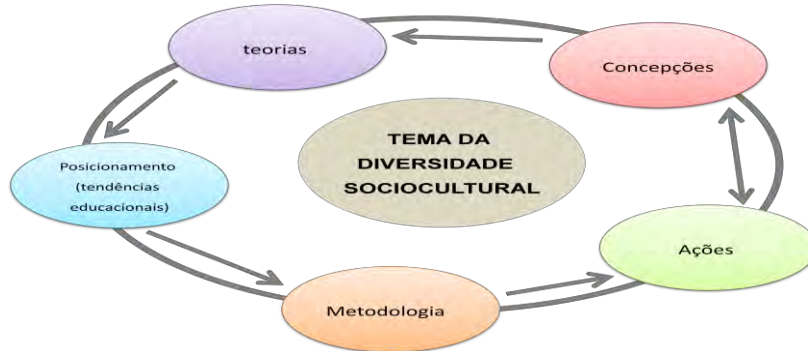 teorias
Concepções
TEMA DA
DIVERSIDADE
SOCIOCULTURAL
Posicionamento
(tendências
educacionais)
Ações
Metodologia